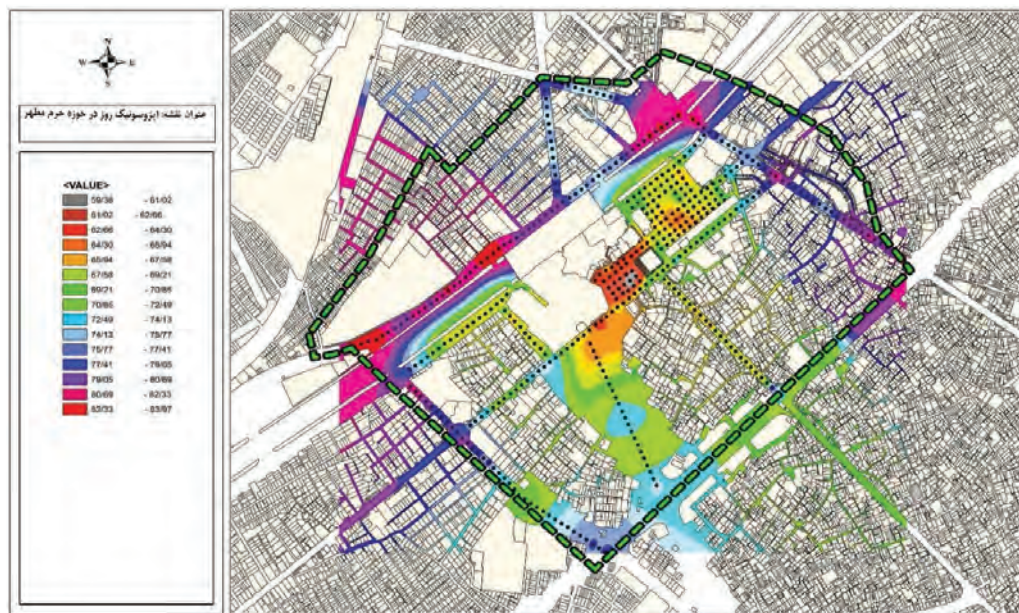 N
W E
S
عنوان نقشه: ایزوسونیک روز در حوزه حرم مطهر
<VALUE>
59/38 - 61/02
61/02 - 62/66
62/66 - 64/30
64/30 - 65/94
65/94 - 67/58
67/58 - 69/21
69/21 - 70/85
70/85 - 72/49
72/49 - 74/13
74/13 - 75/77
75/77 - 77/41
77/41 - 79/05
79/05 - 80/69
80/69 - 82/33
82/33 - 83/97